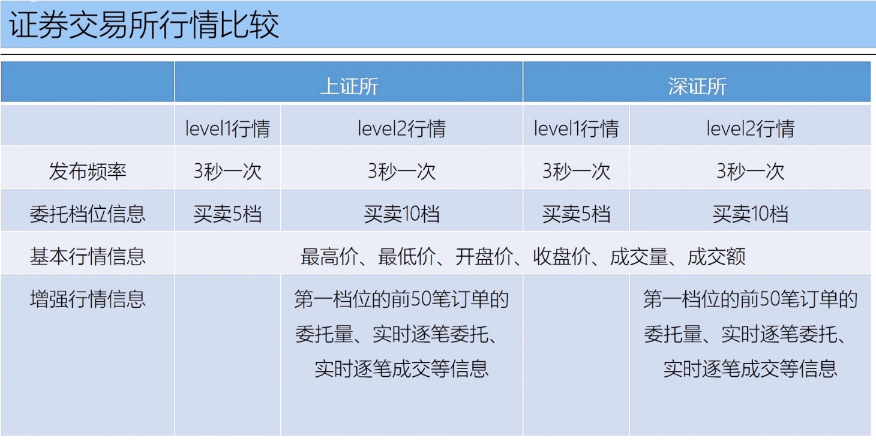 证券交易所行情比较
上证所 深证所
level1行情 level2行情 level1行情 level2行情
发布频率 3秒一次 3秒一次 3秒一次 3秒一次
委托档位信息 买卖5档 买卖10档 买卖5档 买卖10档
基本行情信息 最高价、最低价、开盘价、收盘价、成交量、成交额
增强行情信息 第一档位的前50笔订单的 第一档位的前50笔订单的
委托量、实时逐笔委托、 委托量、实时逐笔委托、
实时逐笔成交等信息 实时逐笔成交等信息